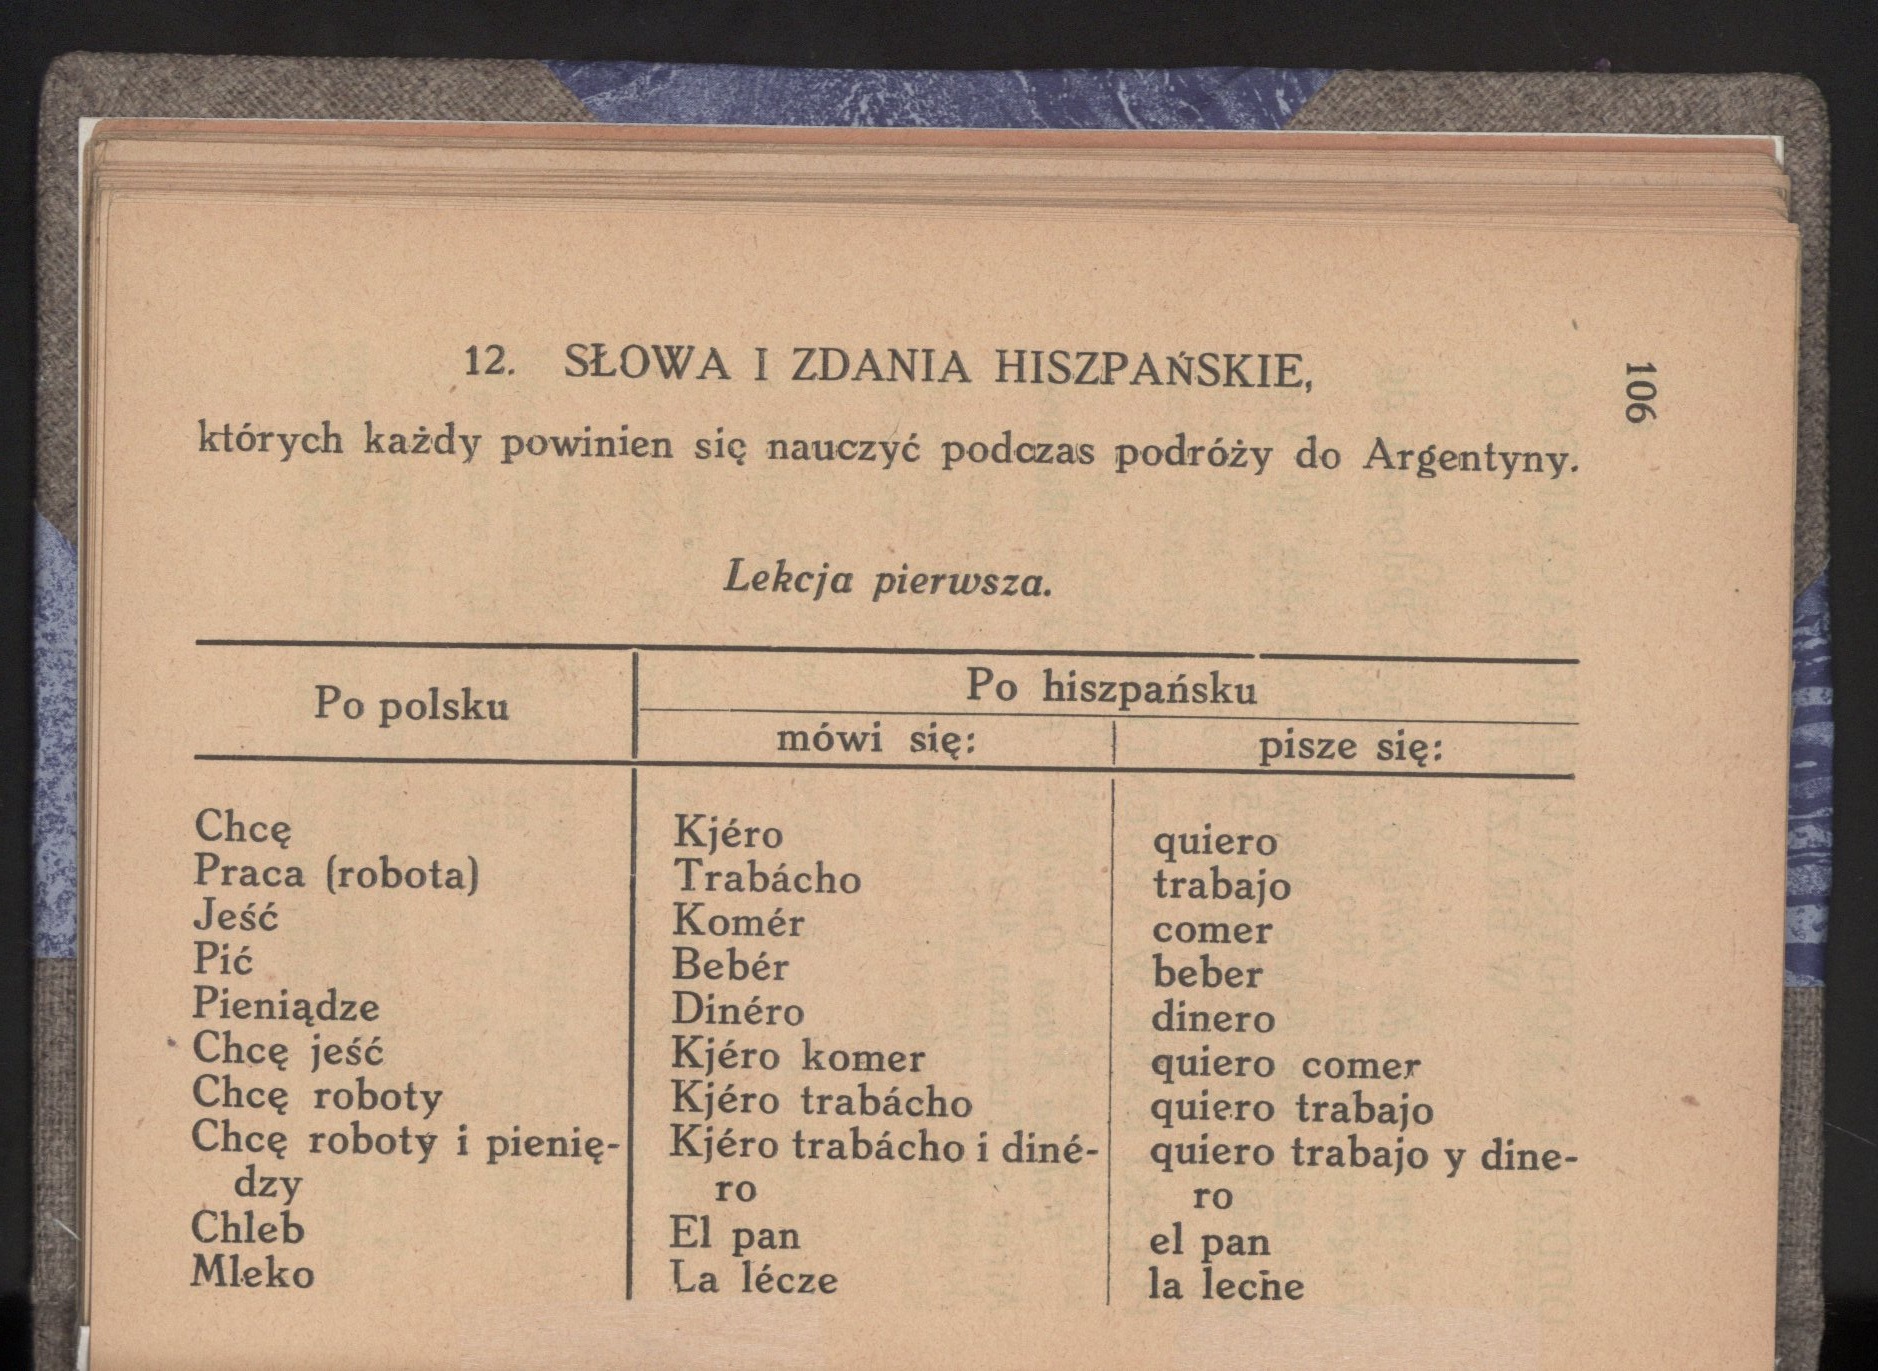 106
12. SŁOWA I ZDANIA HISZPAŃSKIE,
których każdy powinien się nauczyć podczas podróży do Argentyny.
Lekcja pierwsza.
Po polsku Po hiszpańsku
mówi się: pisze się:
Chcę Kjéro quiero
Praca (robota) Trabácho trabajo
Jeść Komér comer
Pić Bebér beber
Pieniądze Dinéro dinero
Chcę jeść Kjéro komer quiero comer
Chcę roboty Kjéro trabácho quiero trabajo
Chcę roboty i pienię- Kjéro trabácho i diné- quiero trabajo y dine-
dzy ro ro
Chleb El pan el pan
Mleko La lécze la leche